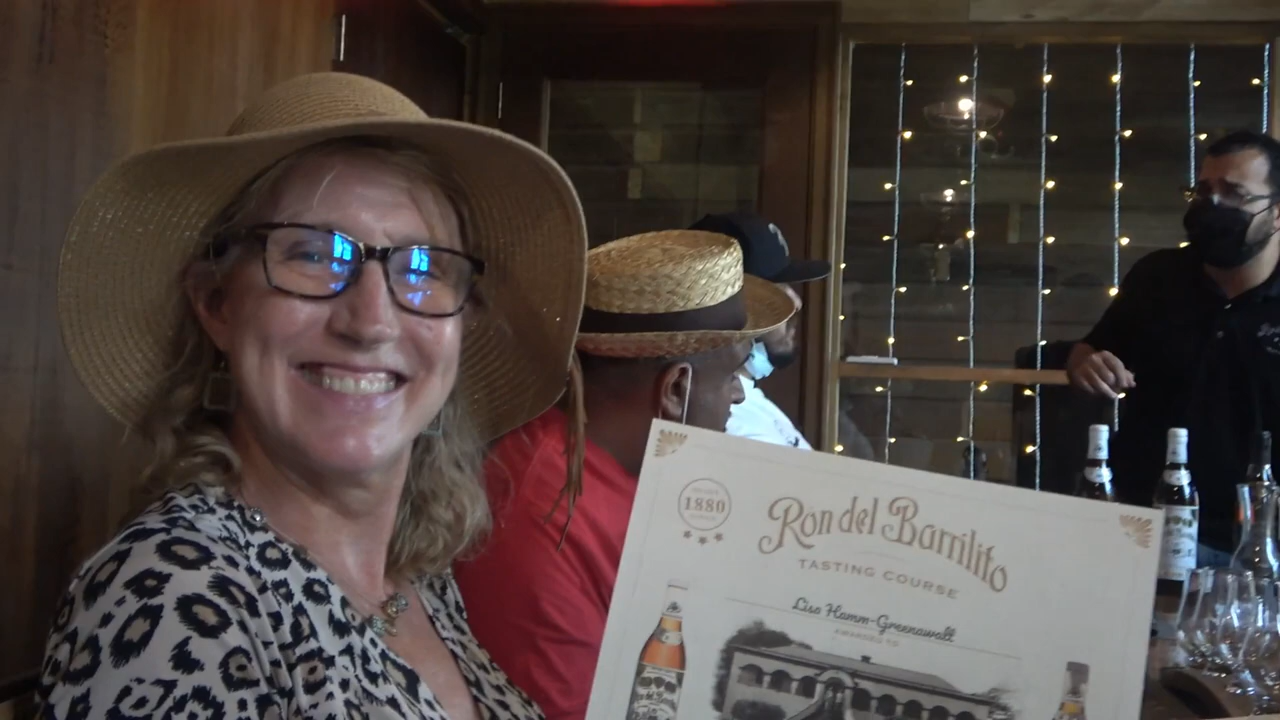 1880
Ron del Barrilito
TASTING COURSE
Lisa Hamm-Greenawalt
AWARDED TO